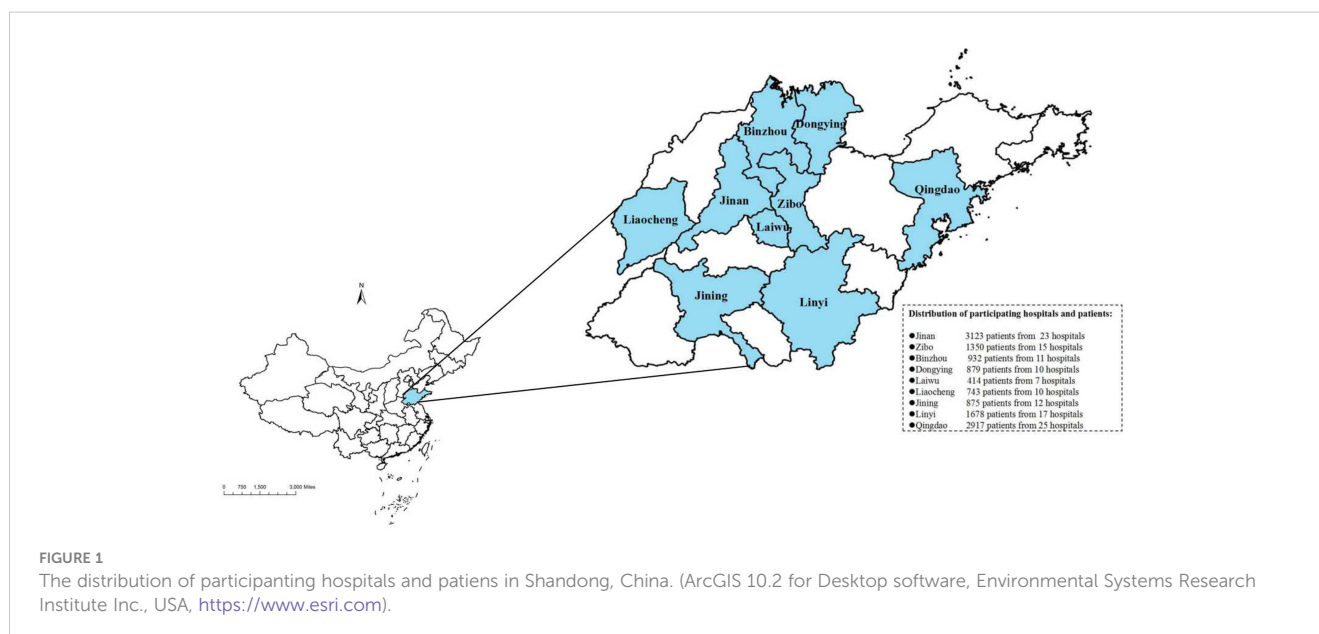 Binzhou
Dongying
Qingdao
Jinan
Zibo
Liaocheng
Laiwu
Jining
Linyi
N
0 750 1,500 3,000 Miles
Distribution of participating hospitals and patients:
●Jinan 3123 patients from 23 hospitals
●Zibo 1350 patients from 15 hospitals
●Binzhou 932 patients from 11 hospitals
●Dongying 879 patients from 10 hospitals
●Laiwu 414 patients from 7 hospitals
●Liaocheng 743 patients from 10 hospitals
●Jining 875 patients from 12 hospitals
●Linyi 1678 patients from 17 hospitals
●Qingdao 2917 patients from 25 hospitals
FIGURE 1
The distribution of participanting hospitals and patiens in Shandong, China. (ArcGIS 10.2 for Desktop software, Environmental Systems Research
Institute Inc., USA, https://www.esri.com).